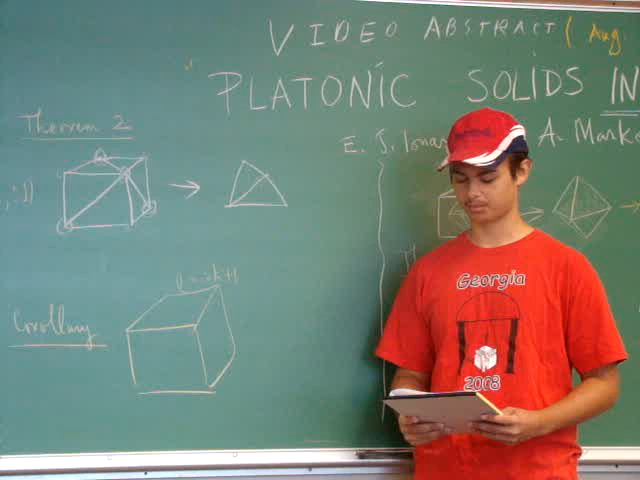 VIDEO ABSTRACT ( Aug.
PLATONIC SOLIDS IN
E. J. Ionas A. Marke
Theorem 2
Corollary
Georgia
2008